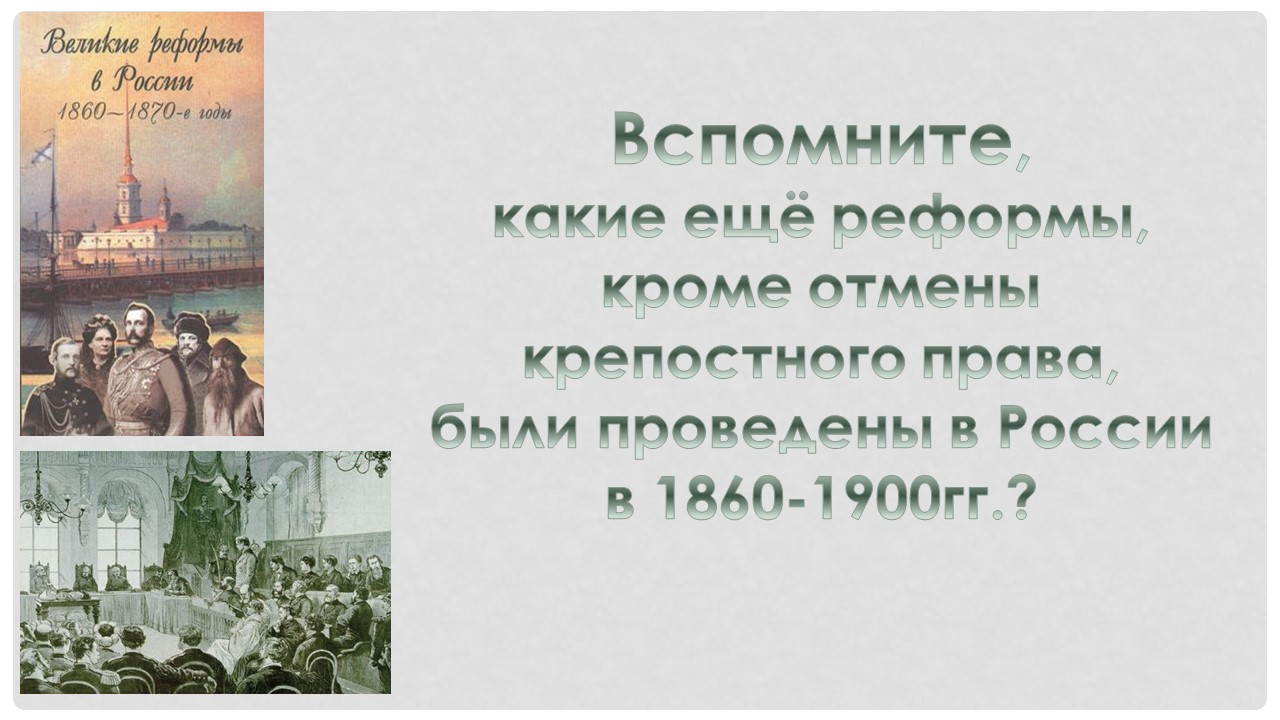 Великие реформы
в России
1860—1870-е годы
Вспомните,
какие ещё реформы,
кроме отмены
крепостного права,
были проведены в России
в 1860-1900гг.?